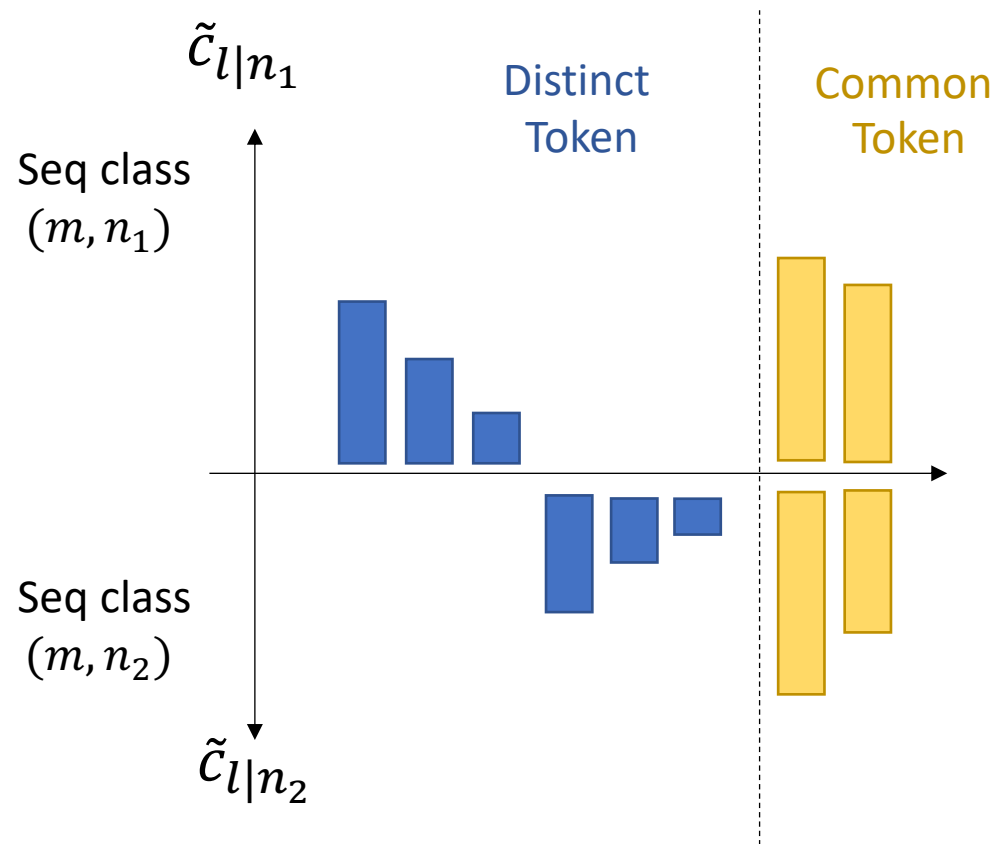 c̃_{l|n_1}
Distinct
Token
Common
Token
Seq class
(m, n_1)
Seq class
(m, n_2)
c̃_{l|n_2}